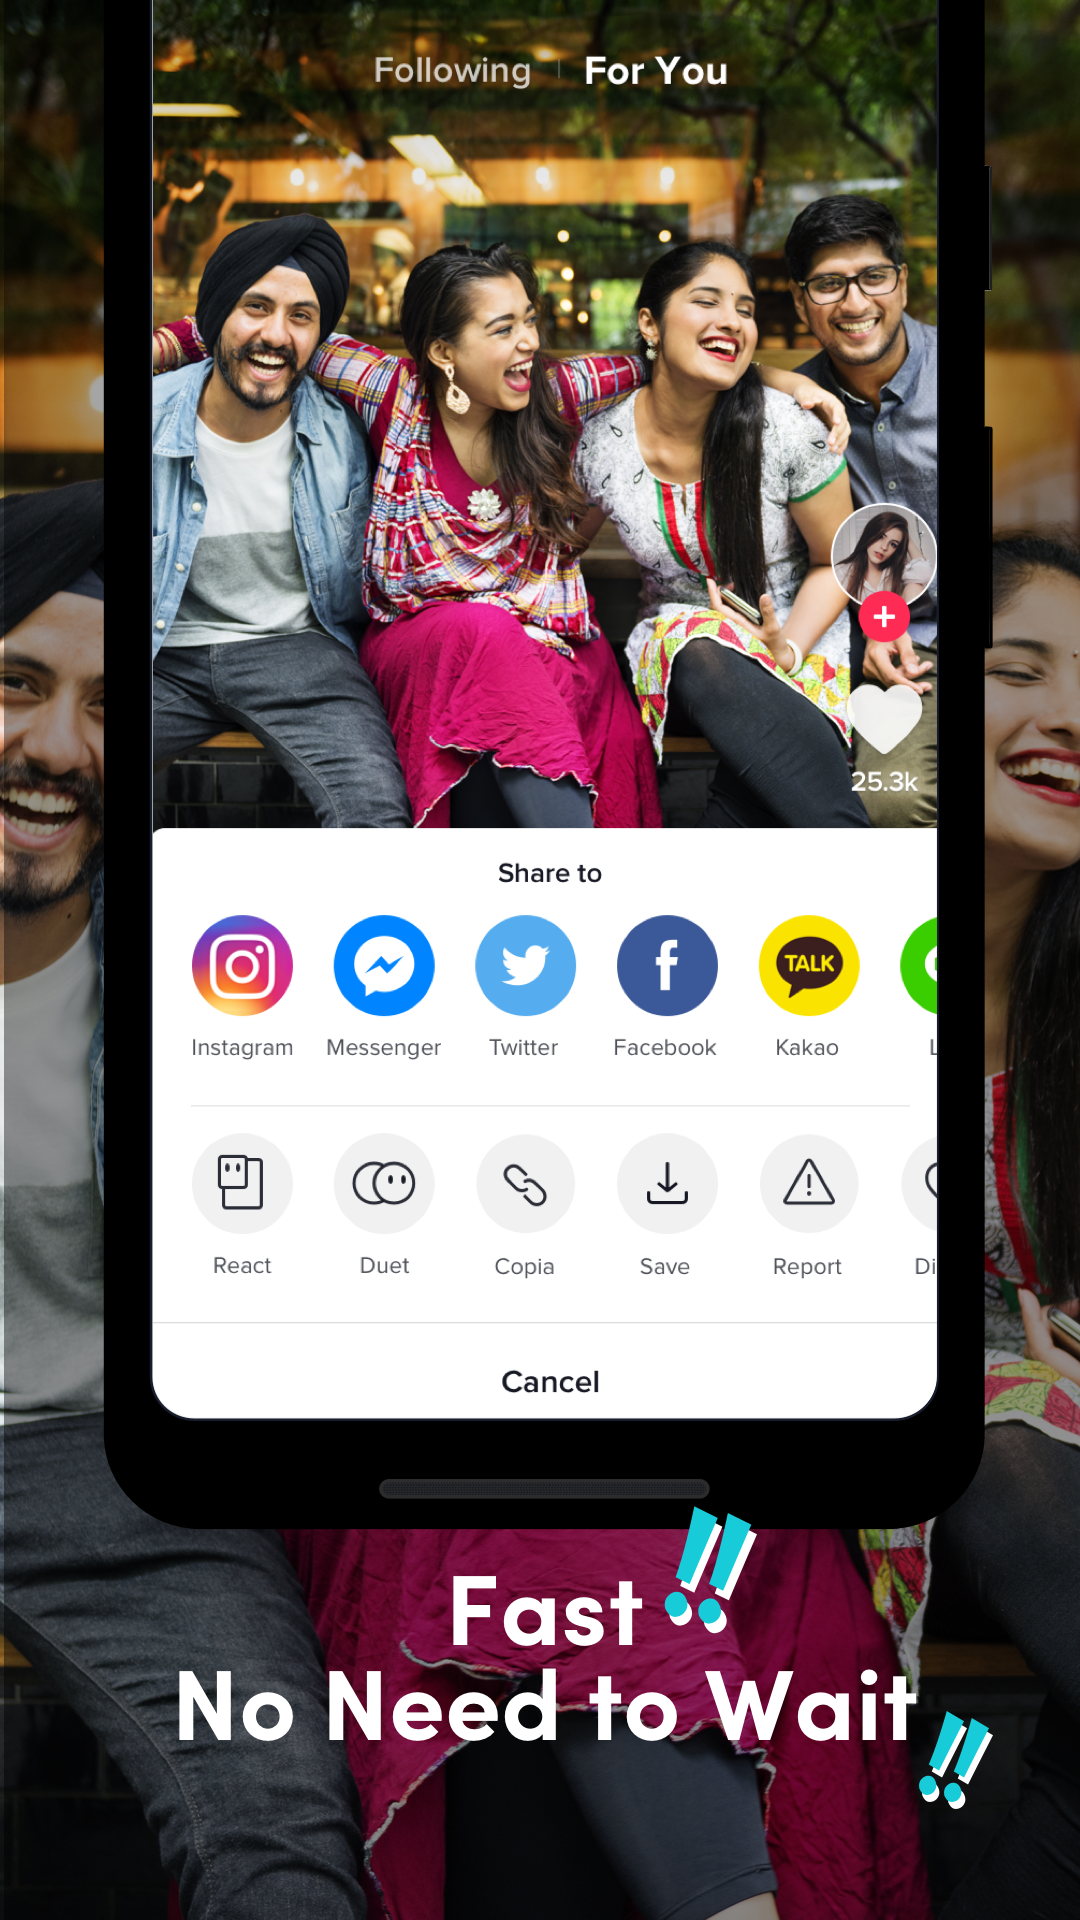 Following For You
25.3k
Share to
TALK
Instagram Messenger Twitter Facebook Kakao
React Duet Copia Save Report
Cancel
Fast!!
No Need to Wait!!